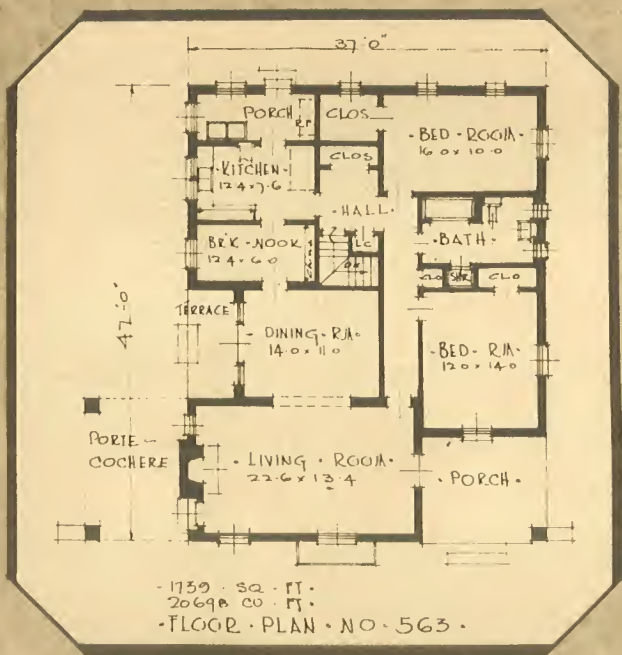 37'-0"
PORCH
R.F.
CLOS
CLOS
- BED - ROOM -
16 0 x 10 0
- KITCHEN -
12 4 x 7 6
- HALL -
BATH -
BRK - NOOK
12 4 x 6 0
LC
DN
CLO
SHR
CLO
47'-0"
TERRACE
- DINING - RM -
14 0 x 11 0
- BED - RM -
12 0 x 14 0
PORTE -
COCHERE
- LIVING - ROOM -
22 6 x 13 4
- PORCH -
- 1739 - SQ - FT -
20698 CU - FT -
- FLOOR - PLAN - NO - 563 -